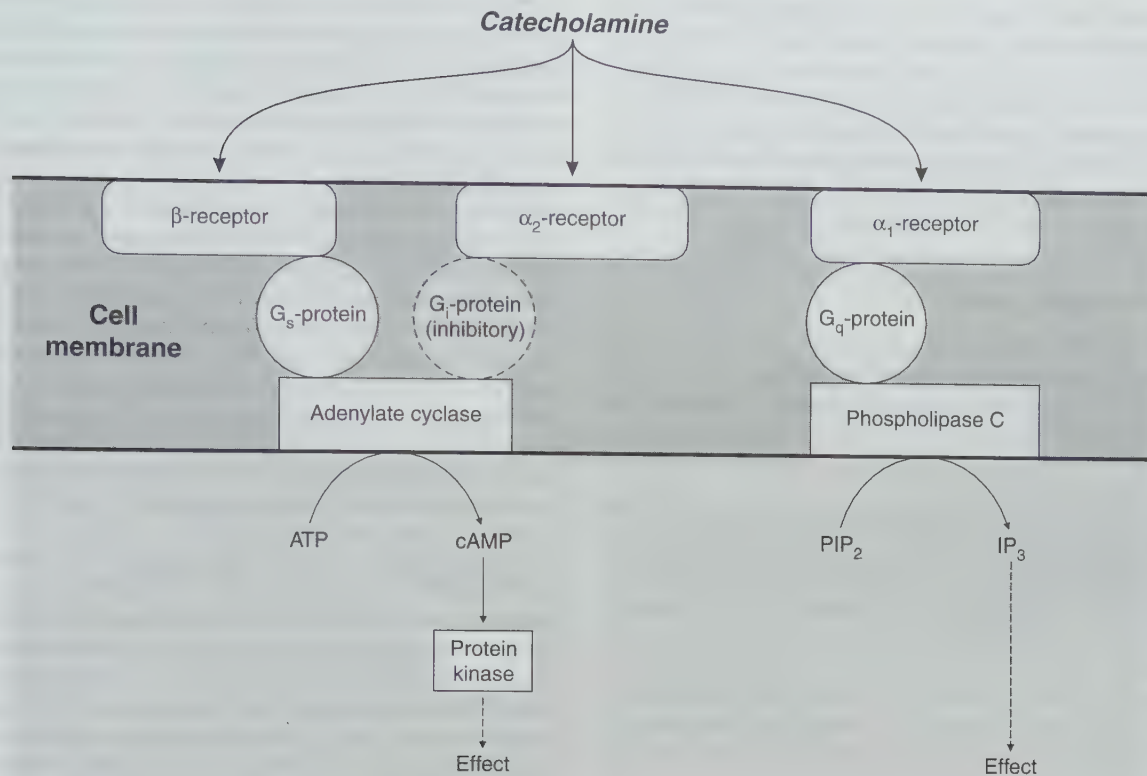 Catecholamine
β-receptor
α₂-receptor
α₁-receptor
Cell
membrane
Gₛ-protein
Gᵢ-protein
(inhibitory)
G_q-protein
Adenylate cyclase
Phospholipase C
ATP
cAMP
PIP₂
IP₃
Protein
kinase
Effect
Effect